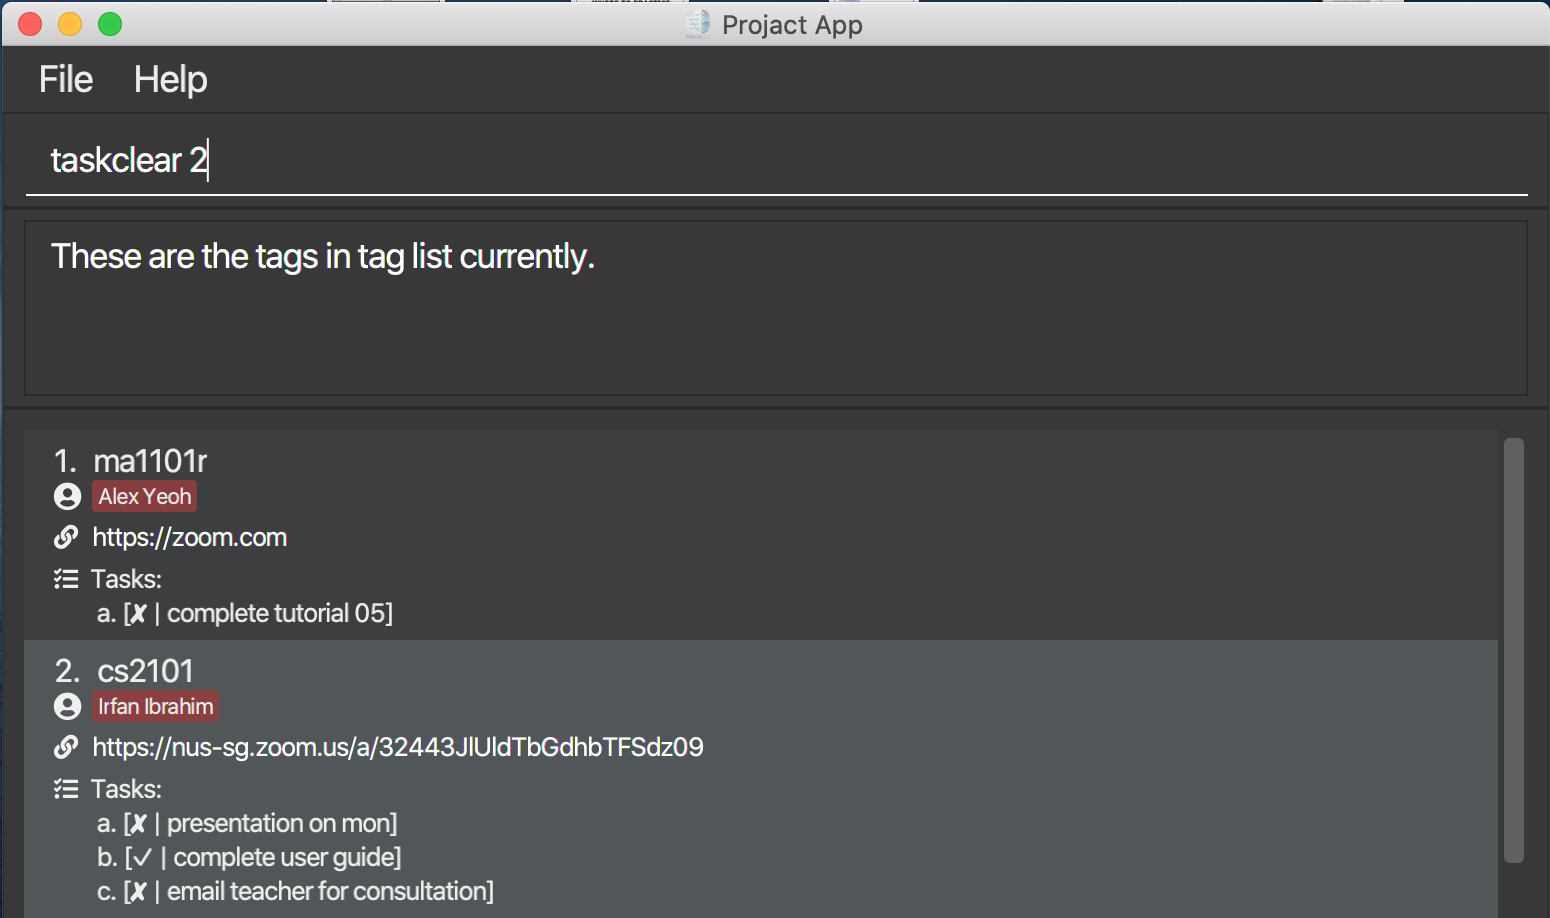 Projact App
File Help
taskclear 2
These are the tags in tag list currently.
1. ma1101r
Alex Yeoh
https://zoom.com
Tasks:
a. [✘ | complete tutorial 05]
2. cs2101
Irfan Ibrahim
https://nus-sg.zoom.us/a/32443JlUldTbGdhbTFSdz09
Tasks:
a. [✘ | presentation on mon]
b. [✓ | complete user guide]
c. [✘ | email teacher for consultation]